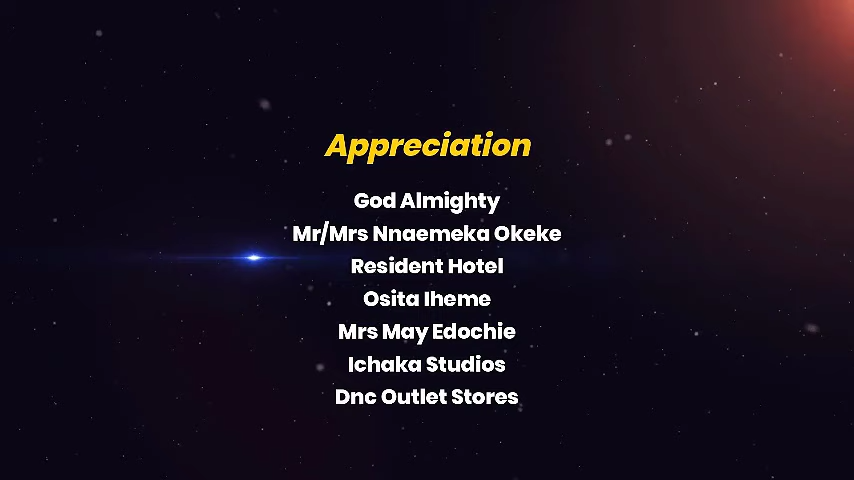 Appreciation
God Almighty
Mr/Mrs Nnaemeka Okeke
Resident Hotel
Osita Iheme
Mrs May Edochie
Ichaka Studios
Dnc Outlet Stores